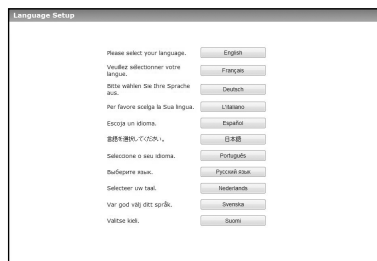 Language Setup
Please select your language.
English
Veuillez sélectionner votre
langue.
Français
Bitte wählen Sie Ihre Sprache
aus.
Deutsch
Per favore scelga la Sua lingua.
L'italiano
Escoja un idioma.
Español
言語を選択してください。
日本語
Seleccione o seu idioma.
Português
Выберите язык.
Русский язык
Selecteer uw taal.
Nederlands
Var god välj ditt språk.
Svenska
Valitse kieli.
Suomi